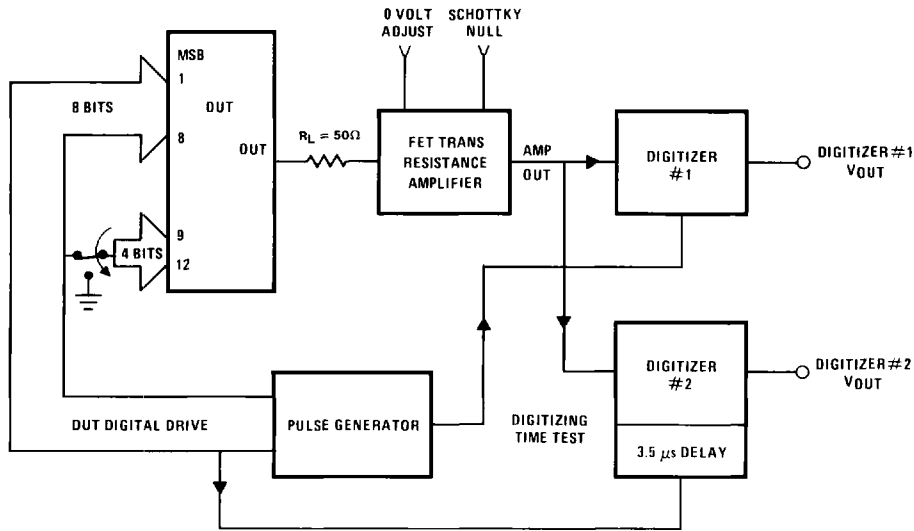 0 VOLT
ADJUST
SCHOTTKY
NULL
MSB
1
8 BITS
OUT
8
OUT
RL = 50Ω
FET TRANS
RESISTANCE
AMPLIFIER
AMP
OUT
DIGITIZER
#1
DIGITIZER #1
VOUT
9
4 BITS
12
DIGITIZER
#2
DIGITIZER #2
VOUT
DUT DIGITAL DRIVE
PULSE GENERATOR
DIGITIZING
TIME TEST
3.5 μs DELAY